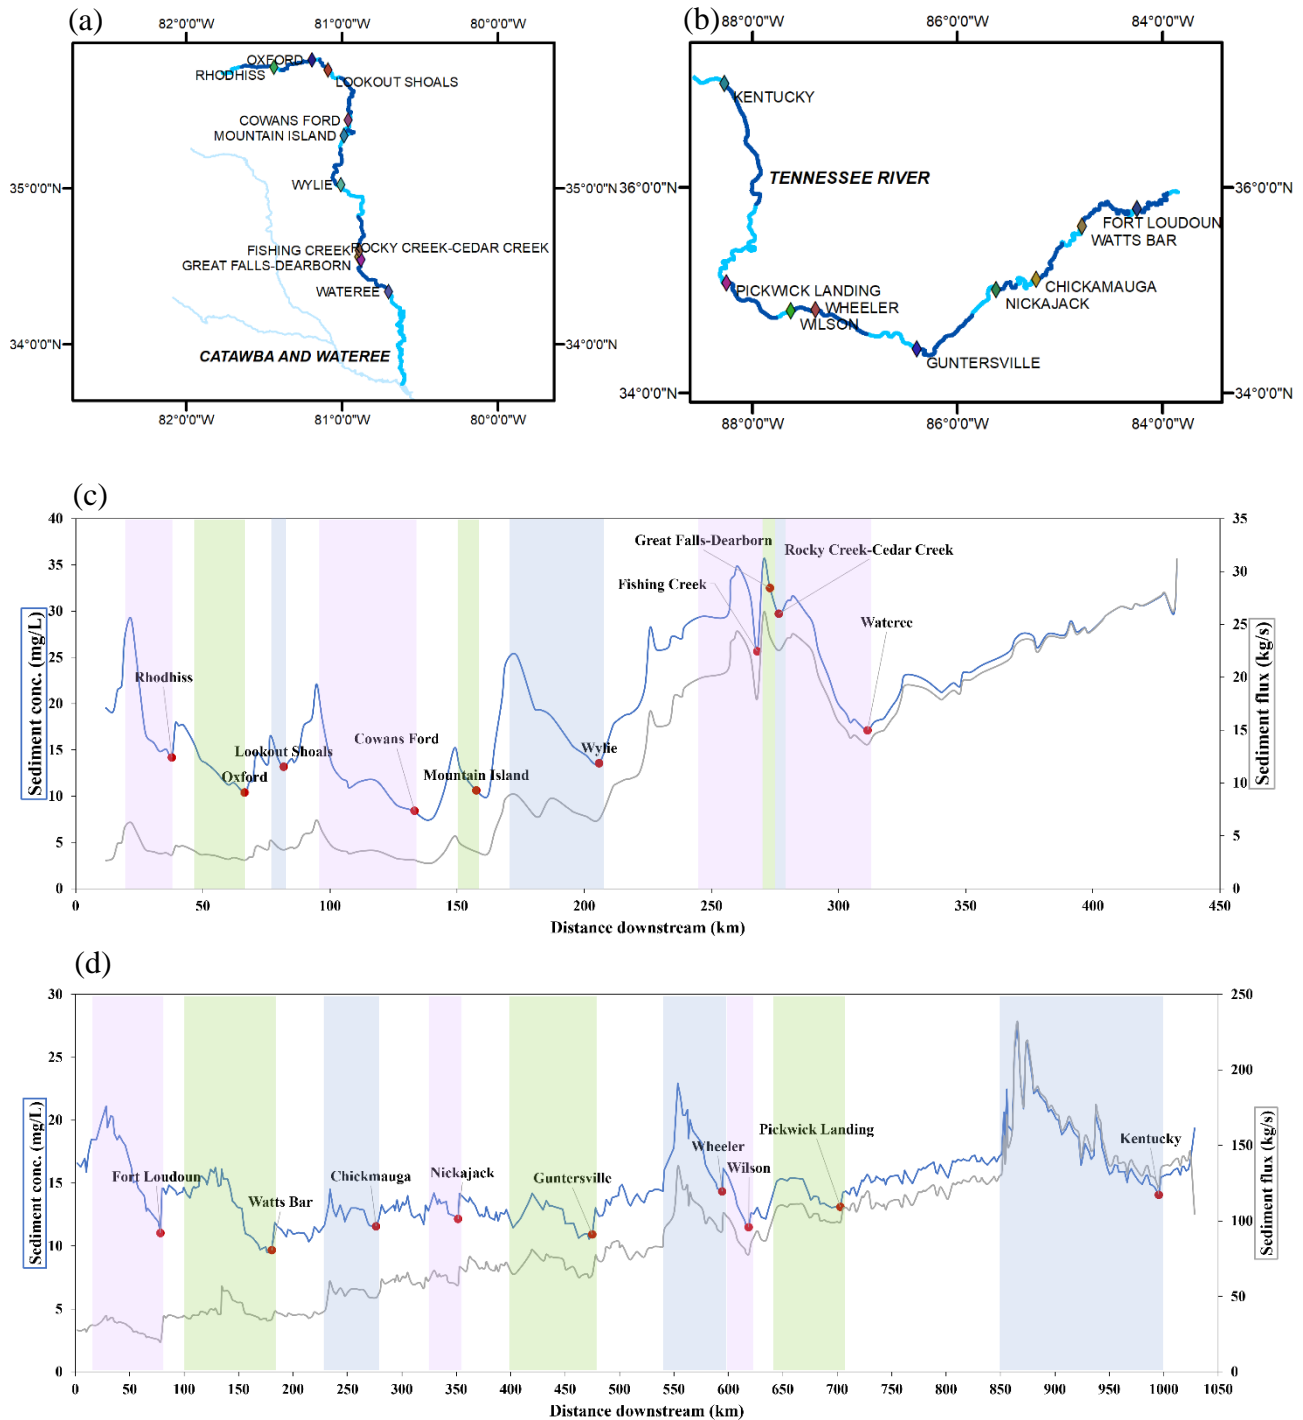 (a)
82°0'0"W
81°0'0"W
80°0'0"W
OXFORD
RHODHISS
LOOKOUT SHOALS
COWANS FORD
MOUNTAIN ISLAND
WYLIE
35°0'0"N
35°0'0"N
FISHING CREEK
ROCKY CREEK-CEDAR CREEK
GREAT FALLS-DEARBORN
WATEREE
34°0'0"N
34°0'0"N
CATAWBA AND WATEREE
82°0'0"W
81°0'0"W
80°0'0"W
(b)
88°0'0"W
86°0'0"W
84°0'0"W
KENTUCKY
36°0'0"N
36°0'0"N
TENNESSEE RIVER
FORT LOUDOUN
WATTS BAR
CHICKAMAUGA
NICKAJACK
PICKWICK LANDING
WHEELER
WILSON
GUNTERSVILLE
34°0'0"N
34°0'0"N
88°0'0"W
86°0'0"W
84°0'0"W
(c)
Sediment conc. (mg/L)
40
35
30
25
20
15
10
5
0
Rhodhiss
Oxford
Lookout Shoals
Cowans Ford
Mountain Island
Wylie
Great Falls-Dearborn
Rocky Creek-Cedar Creek
Fishing Creek
Wateree
35
30
25
20
15
10
5
0
Sediment flux (kg/s)
0 50 100 150 200 250 300 350 400 450
Distance downstream (km)
(d)
Sediment conc. (mg/L)
30
25
20
15
10
5
0
Fort Loudoun
Watts Bar
Chickmauga
Nickajack
Guntersville
Wheeler
Wilson
Pickwick Landing
Kentucky
250
200
150
100
50
0
Sediment flux (kg/s)
0 50 100 150 200 250 300 350 400 450 500 550 600 650 700 750 800 850 900 950 1000 1050
Distance downstream (km)